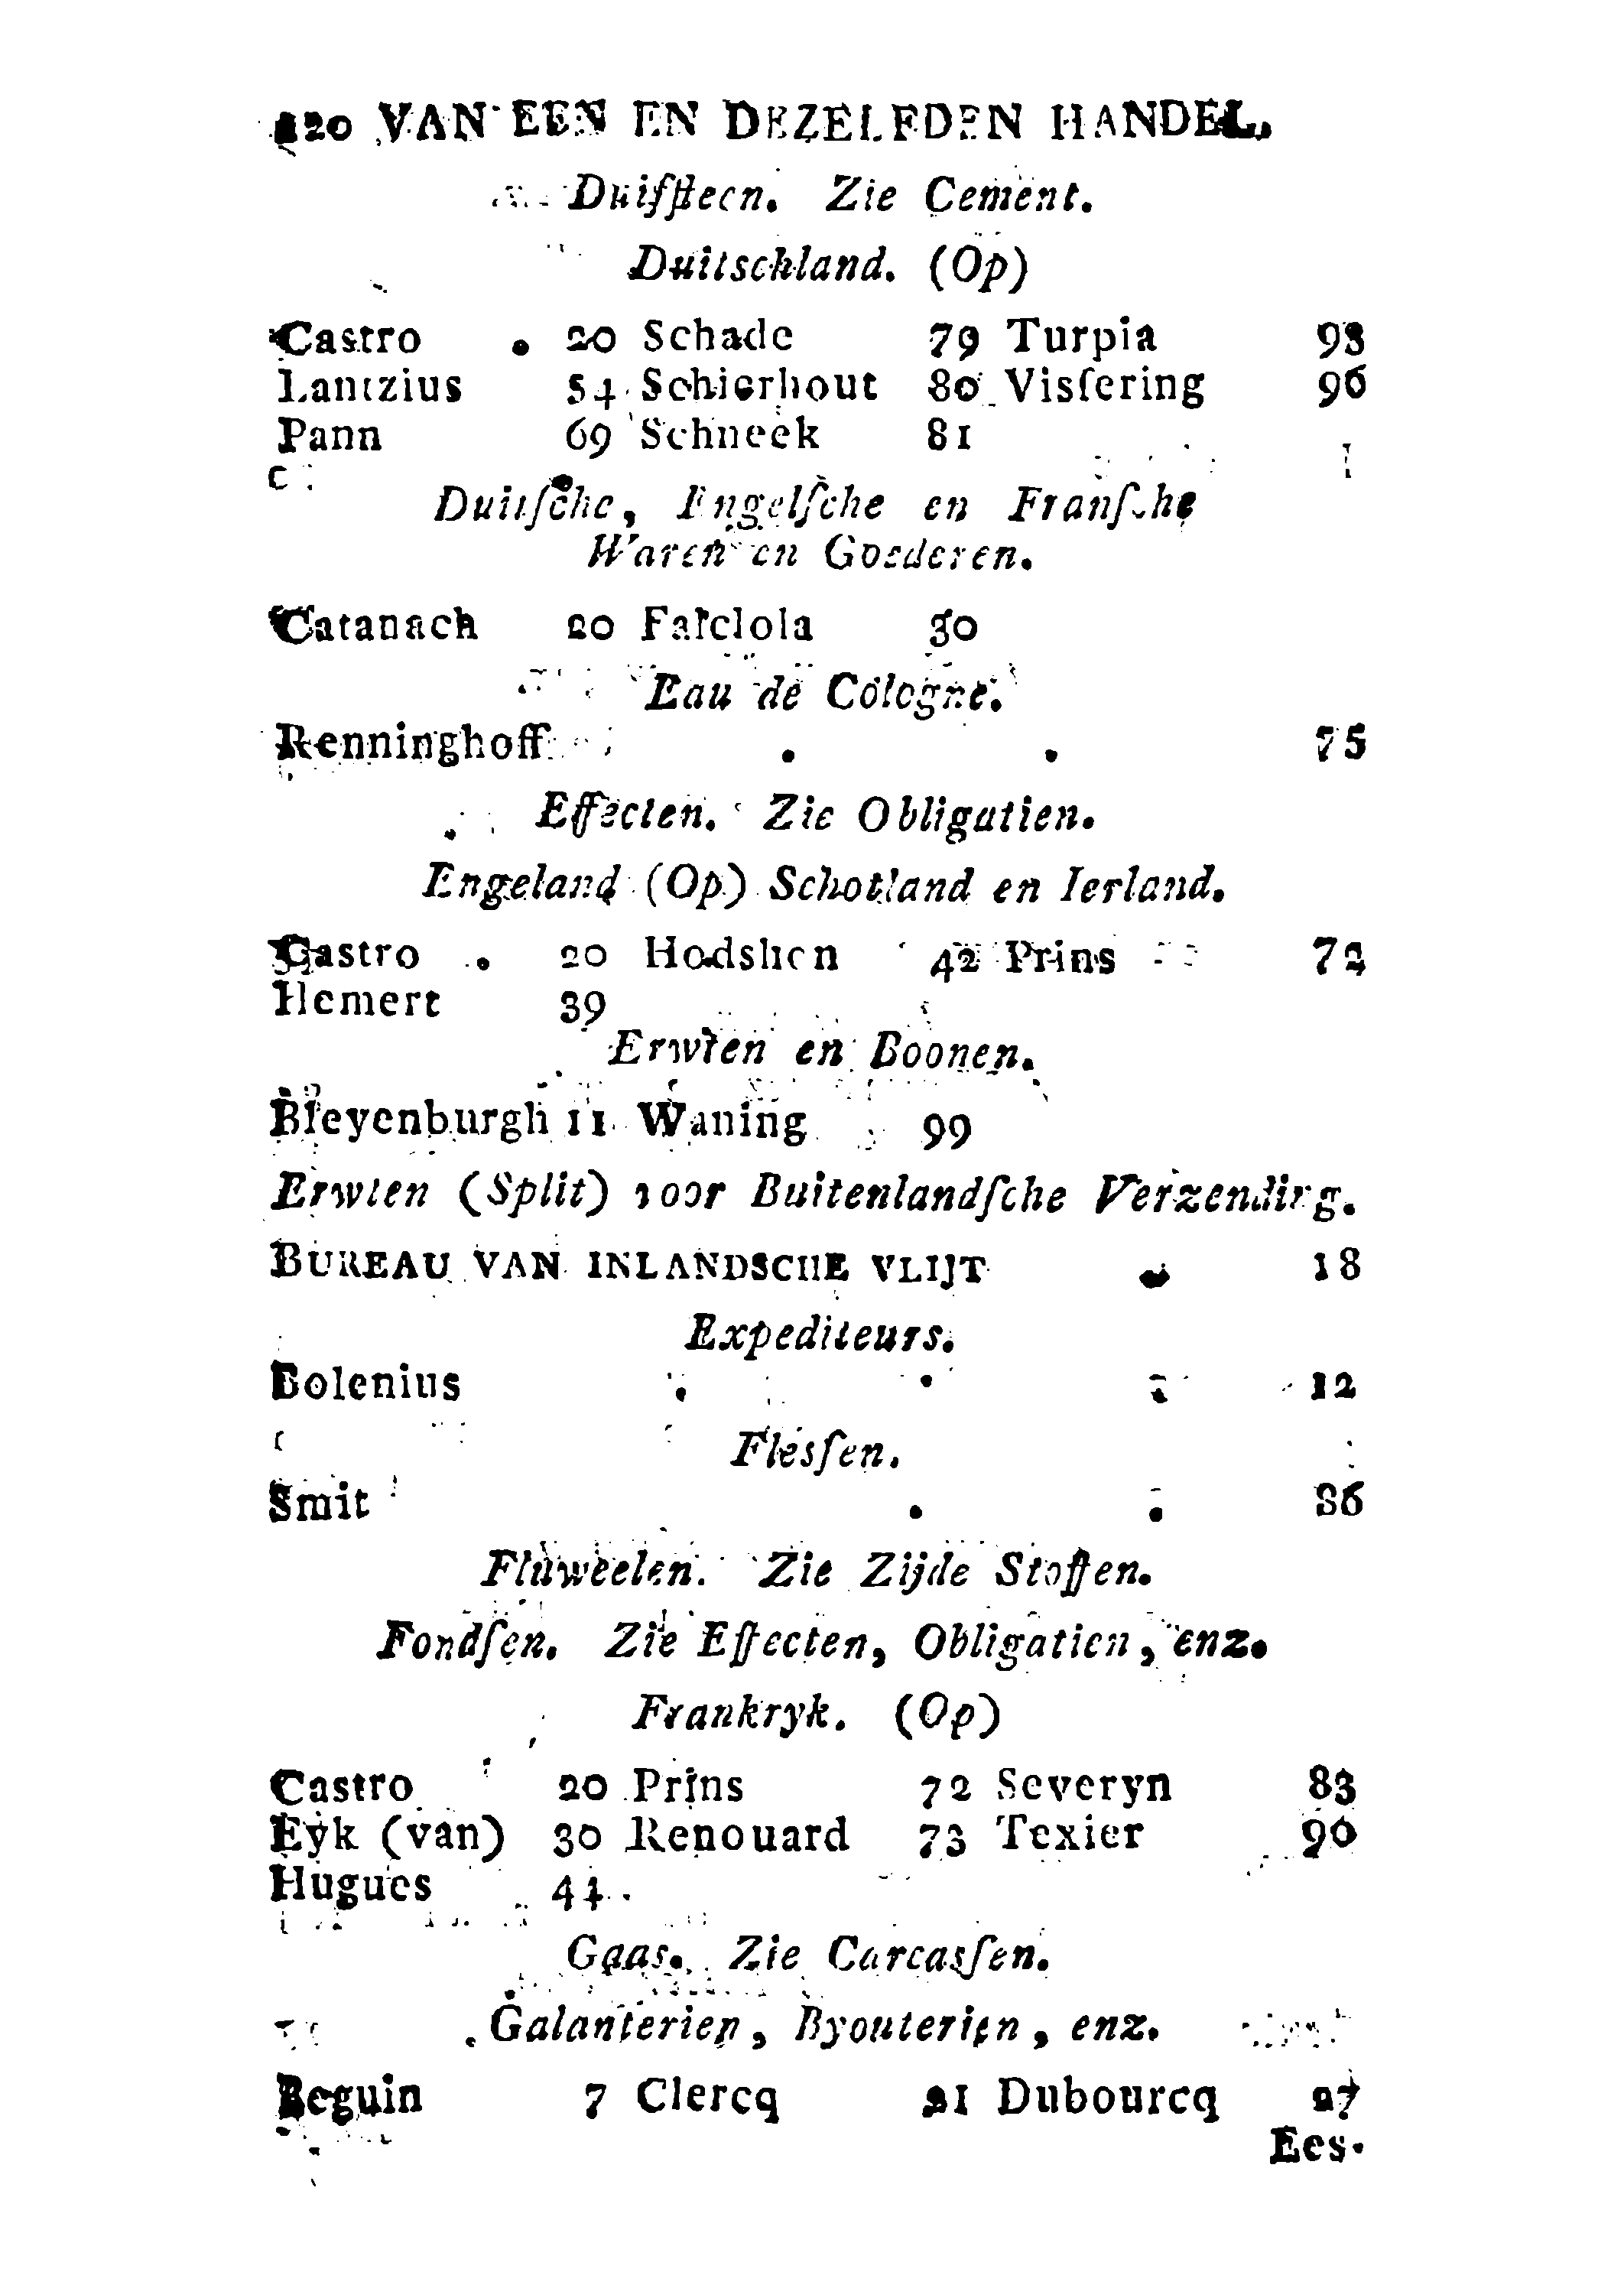 120 VAN EEN EN DEZELFDEN HANDEL.
Duifſteen. Zie Cement.
Duitschland. (Op)
Castro . 20 Schade 79 Turpia 93
Lantzius 54 Schierhout 80 Visſering 96
Pann 69 Schneek 81
Duitſche, Engelſche en Franſche
Waren en Goederen.
Catanach 20 Farclola 30
Eau de Cologne.
Renninghoff . . 75
Effecten. Zie Obligatien.
Engeland (Op) Schotland en Ierland.
Castro . 20 Hodshon 42 Prins 72
Hemert 39
Erwten en Boonen.
Bleyenburgh 11 Waning 99
Erwten (Split) voor Buitenlandſche Verzending.
BUREAU VAN INLANDSCHE VLIJT . 18
Expediteurs.
Bolenius . . . 12
Flesſen.
Smit . . 86
Fluweelen. Zie Zijde Stoffen.
Fondſen. Zie Effecten, Obligatien, enz.
Frankryk. (Op)
Castro 20 Prins 72 Severyn 83
Eyk (van) 30 Renouard 73 Texier 90
Hugues 44
Gaas. Zie Carcasſen.
Galanterien, Byouterien, enz.
Beguin 7 Clercq 21 Dubourcq 27
Ees-